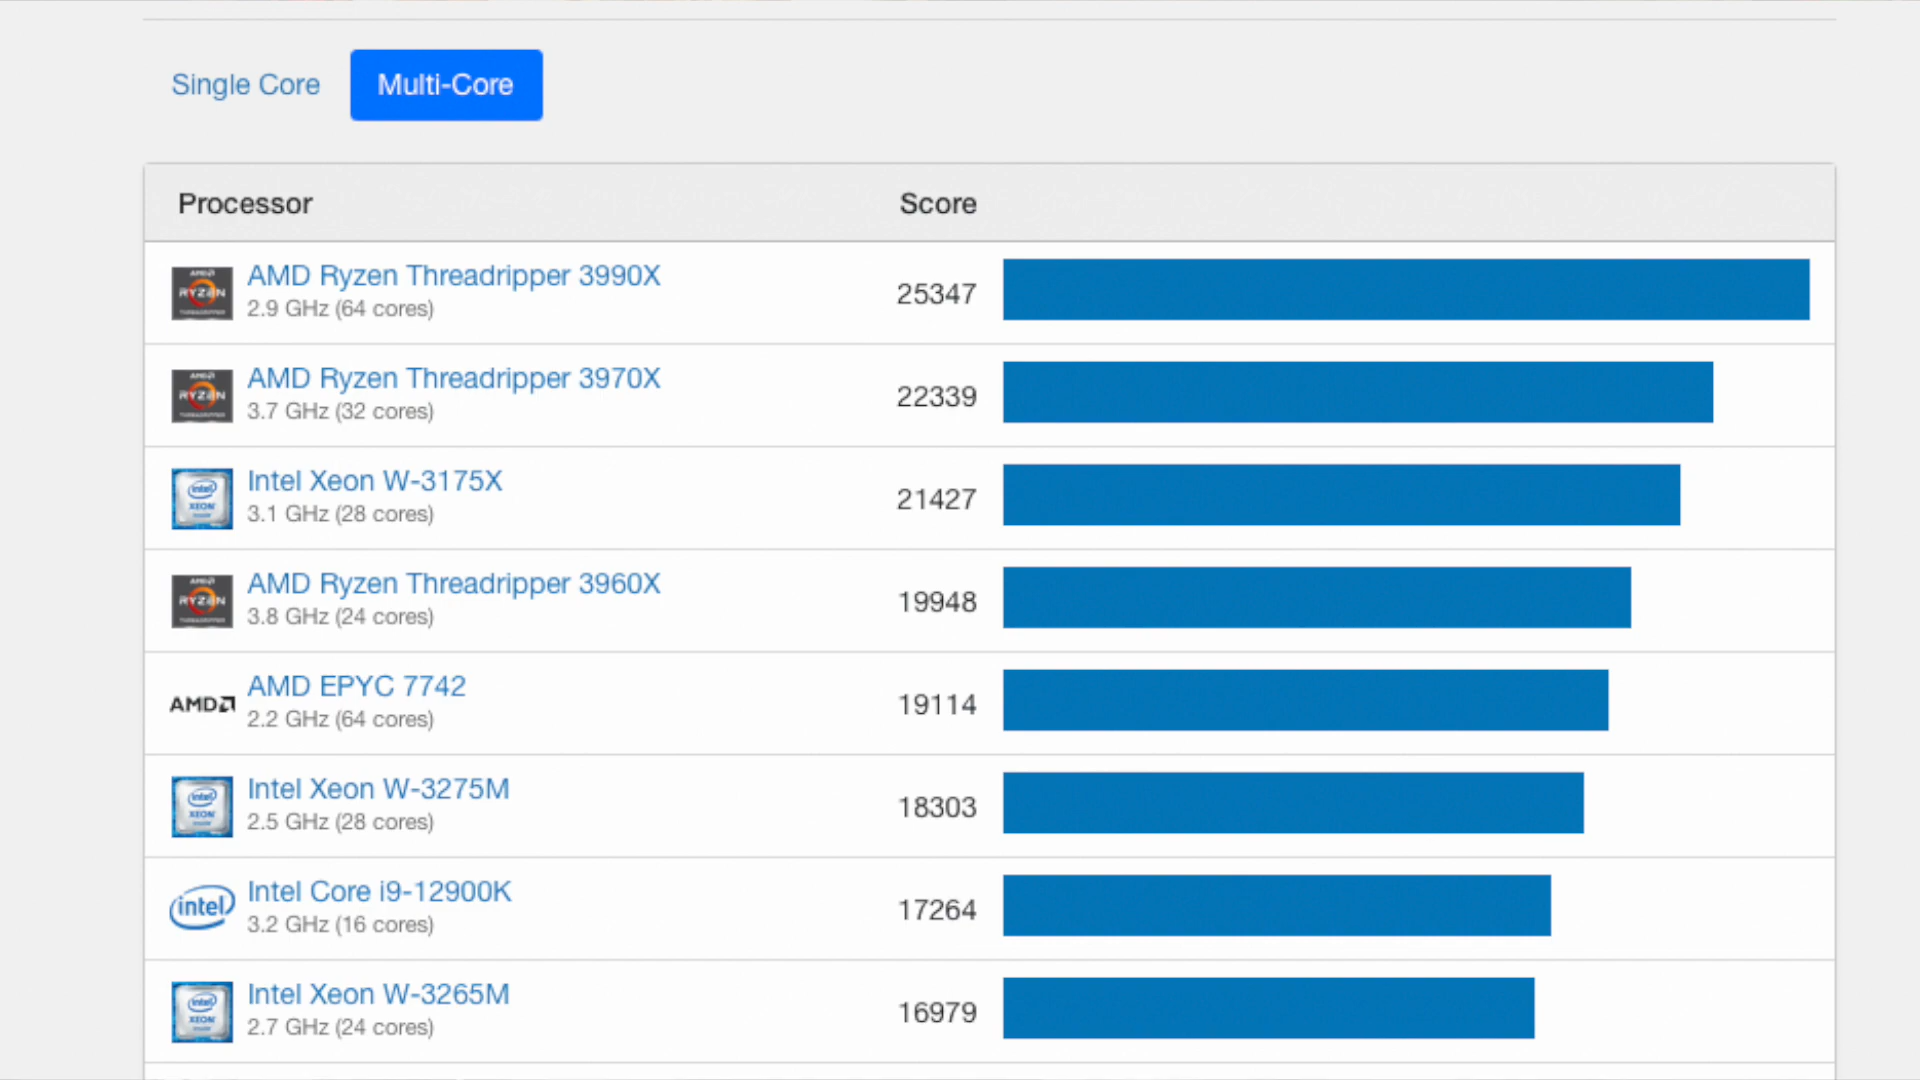 Single Core
Multi-Core
Processor
Score
AMD Ryzen Threadripper 3990X
2.9 GHz (64 cores)
25347
AMD Ryzen Threadripper 3970X
3.7 GHz (32 cores)
22339
Intel Xeon W-3175X
3.1 GHz (28 cores)
21427
AMD Ryzen Threadripper 3960X
3.8 GHz (24 cores)
19948
AMD
AMD EPYC 7742
2.2 GHz (64 cores)
19114
Intel Xeon W-3275M
2.5 GHz (28 cores)
18303
intel
Intel Core i9-12900K
3.2 GHz (16 cores)
17264
Intel Xeon W-3265M
2.7 GHz (24 cores)
16979